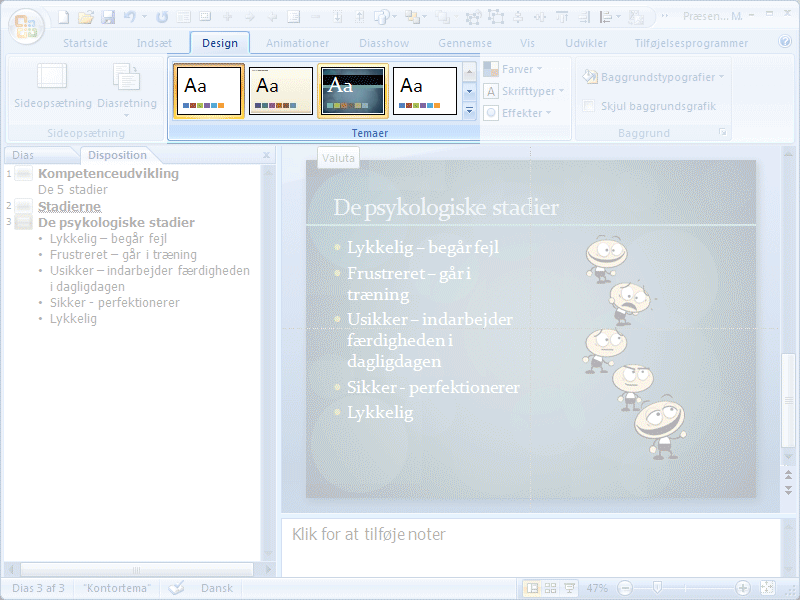 Præsen... M
Startside Indsæt Design Animationer Diasshow Gennemse Vis Udvikler Tilføjelsesprogrammer
Sideopsætning Diasretning
Aa Aa Aa Aa
Farver
Skrifttyper
Effekter
Baggrundstypografier
Skjul baggrundsgrafik
Sideopsætning Temaer Baggrund
Dias Disposition
Valuta
1 Kompetenceudvikling
De 5 stadier
2 Stadierne
3 De psykologiske stadier
• Lykkelig – begår fejl
• Frustreret – går i træning
• Usikker – indarbejder færdigheden
i dagligdagen
• Sikker - perfektionerer
• Lykkelig
De psykologiske stadier
• Lykkelig – begår fejl
• Frustreret – går i
træning
• Usikker – indarbejder
færdigheden i
dagligdagen
• Sikker - perfektionerer
• Lykkelig
Klik for at tilføje noter
Dias 3 af 3 "Kontortema" Dansk 47%